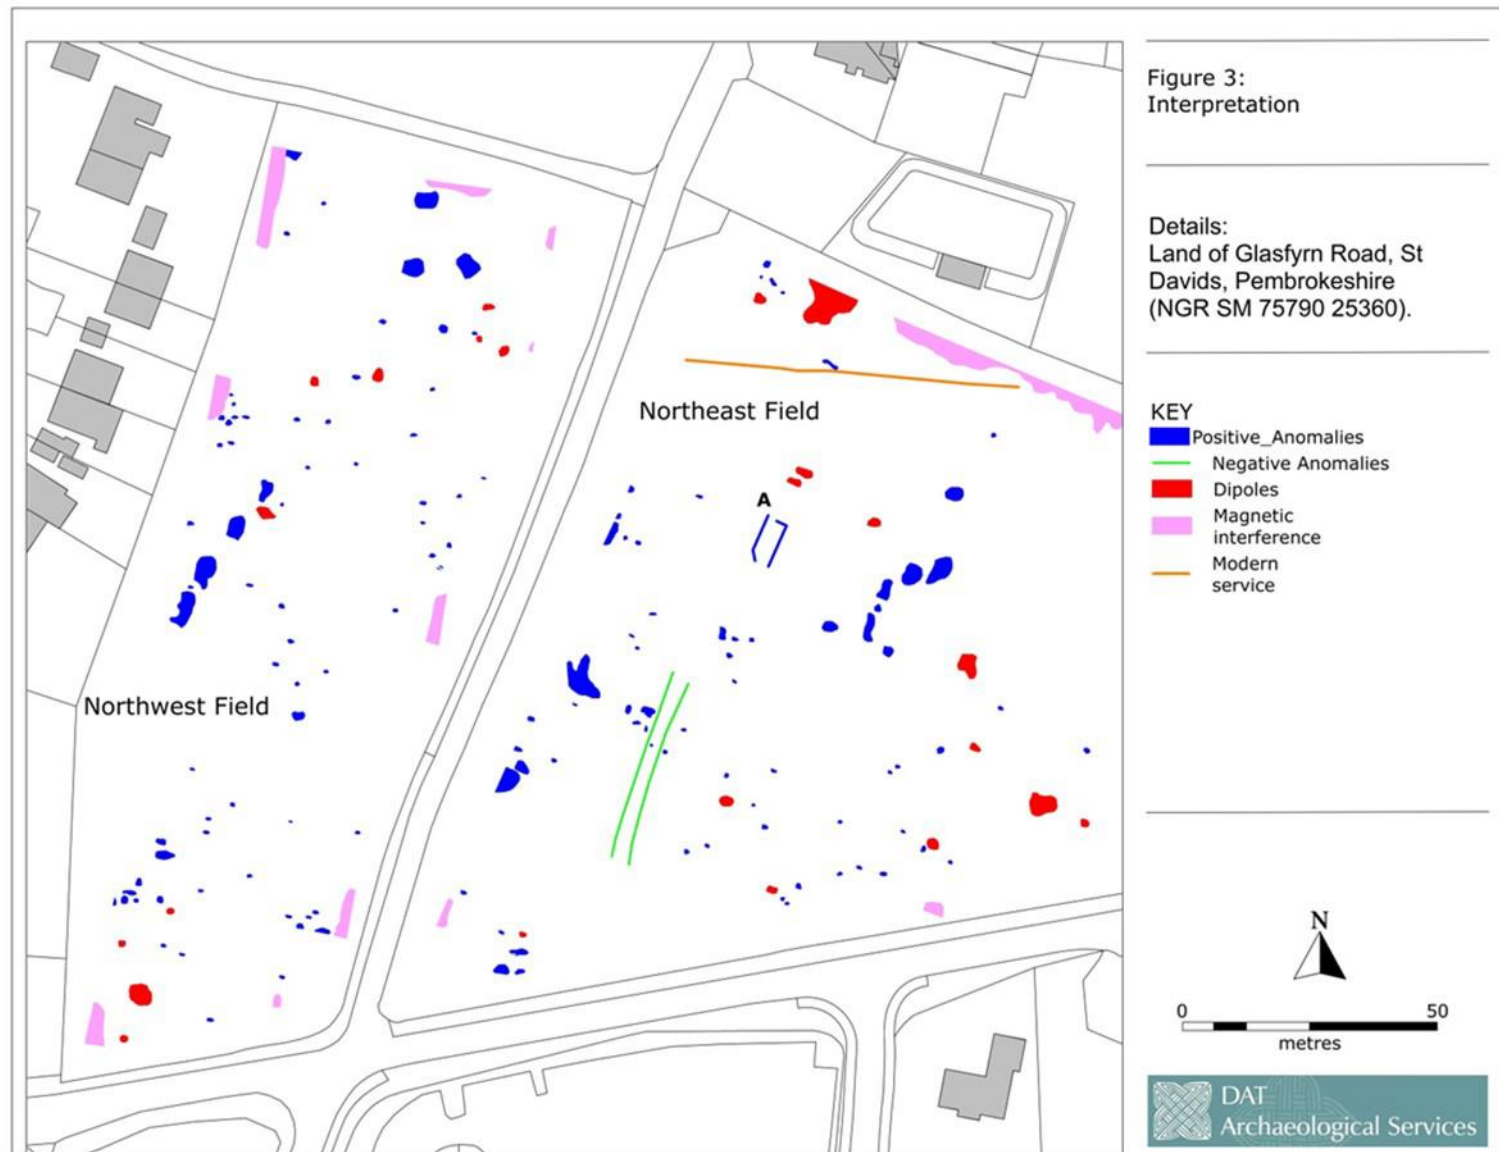 Figure 3:
Interpretation
Details:
Land of Glasfyrn Road, St
Davids, Pembrokeshire
(NGR SM 75790 25360).
Northeast Field
A
Northwest Field
KEY
Positive_Anomalies
Negative Anomalies
Dipoles
Magnetic
interference
Modern
service
N
0 50
metres
DAT
Archaeological Services